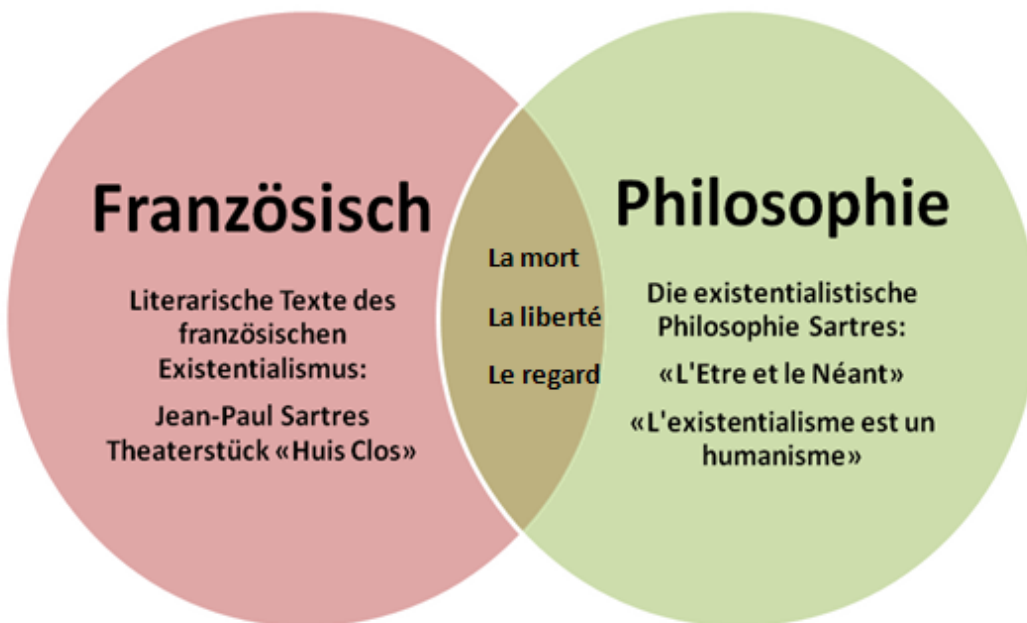 Französisch
Literarische Texte des
französischen
Existentialismus:
Jean-Paul Sartres
Theaterstück «Huis Clos»
La mort
La liberté
Le regard
Philosophie
Die existentialistische
Philosophie Sartres:
«L'Etre et le Néant»
«L'existentialisme est un
humanisme»